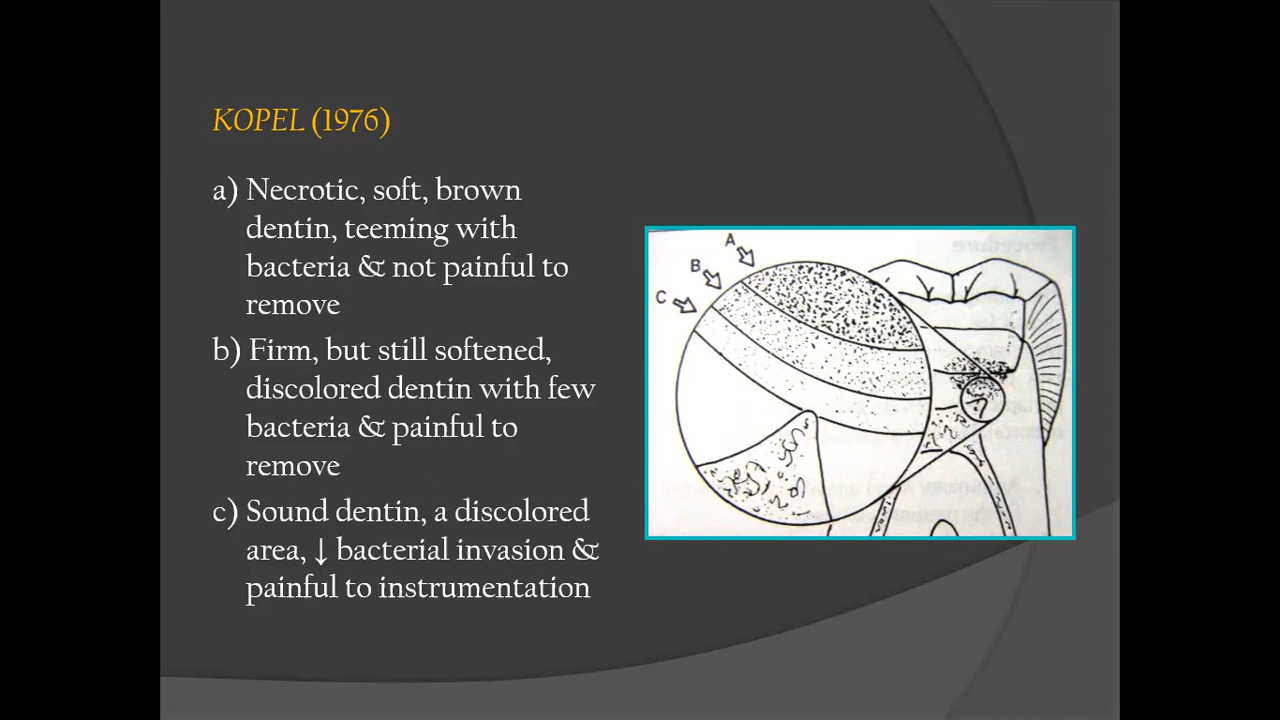 KOPEL (1976)
a) Necrotic, soft, brown
dentin, teeming with
bacteria & not painful to
remove
b) Firm, but still softened,
discolored dentin with few
bacteria & painful to
remove
c) Sound dentin, a discolored
area, ↓ bacterial invasion &
painful to instrumentation
A
B
C